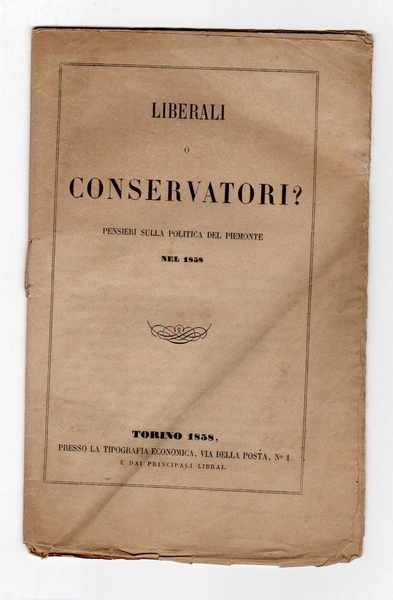 LIBERALI
O
CONSERVATORI?
PENSIERI SULLA POLITICA DEL PIEMONTE
NEL 1858
TORINO 1858,
PRESSO LA TIPOGRAFIA ECONOMICA, VIA DELLA POSTA, Nº 1.
E DAI PRINCIPALI LIBRAI.